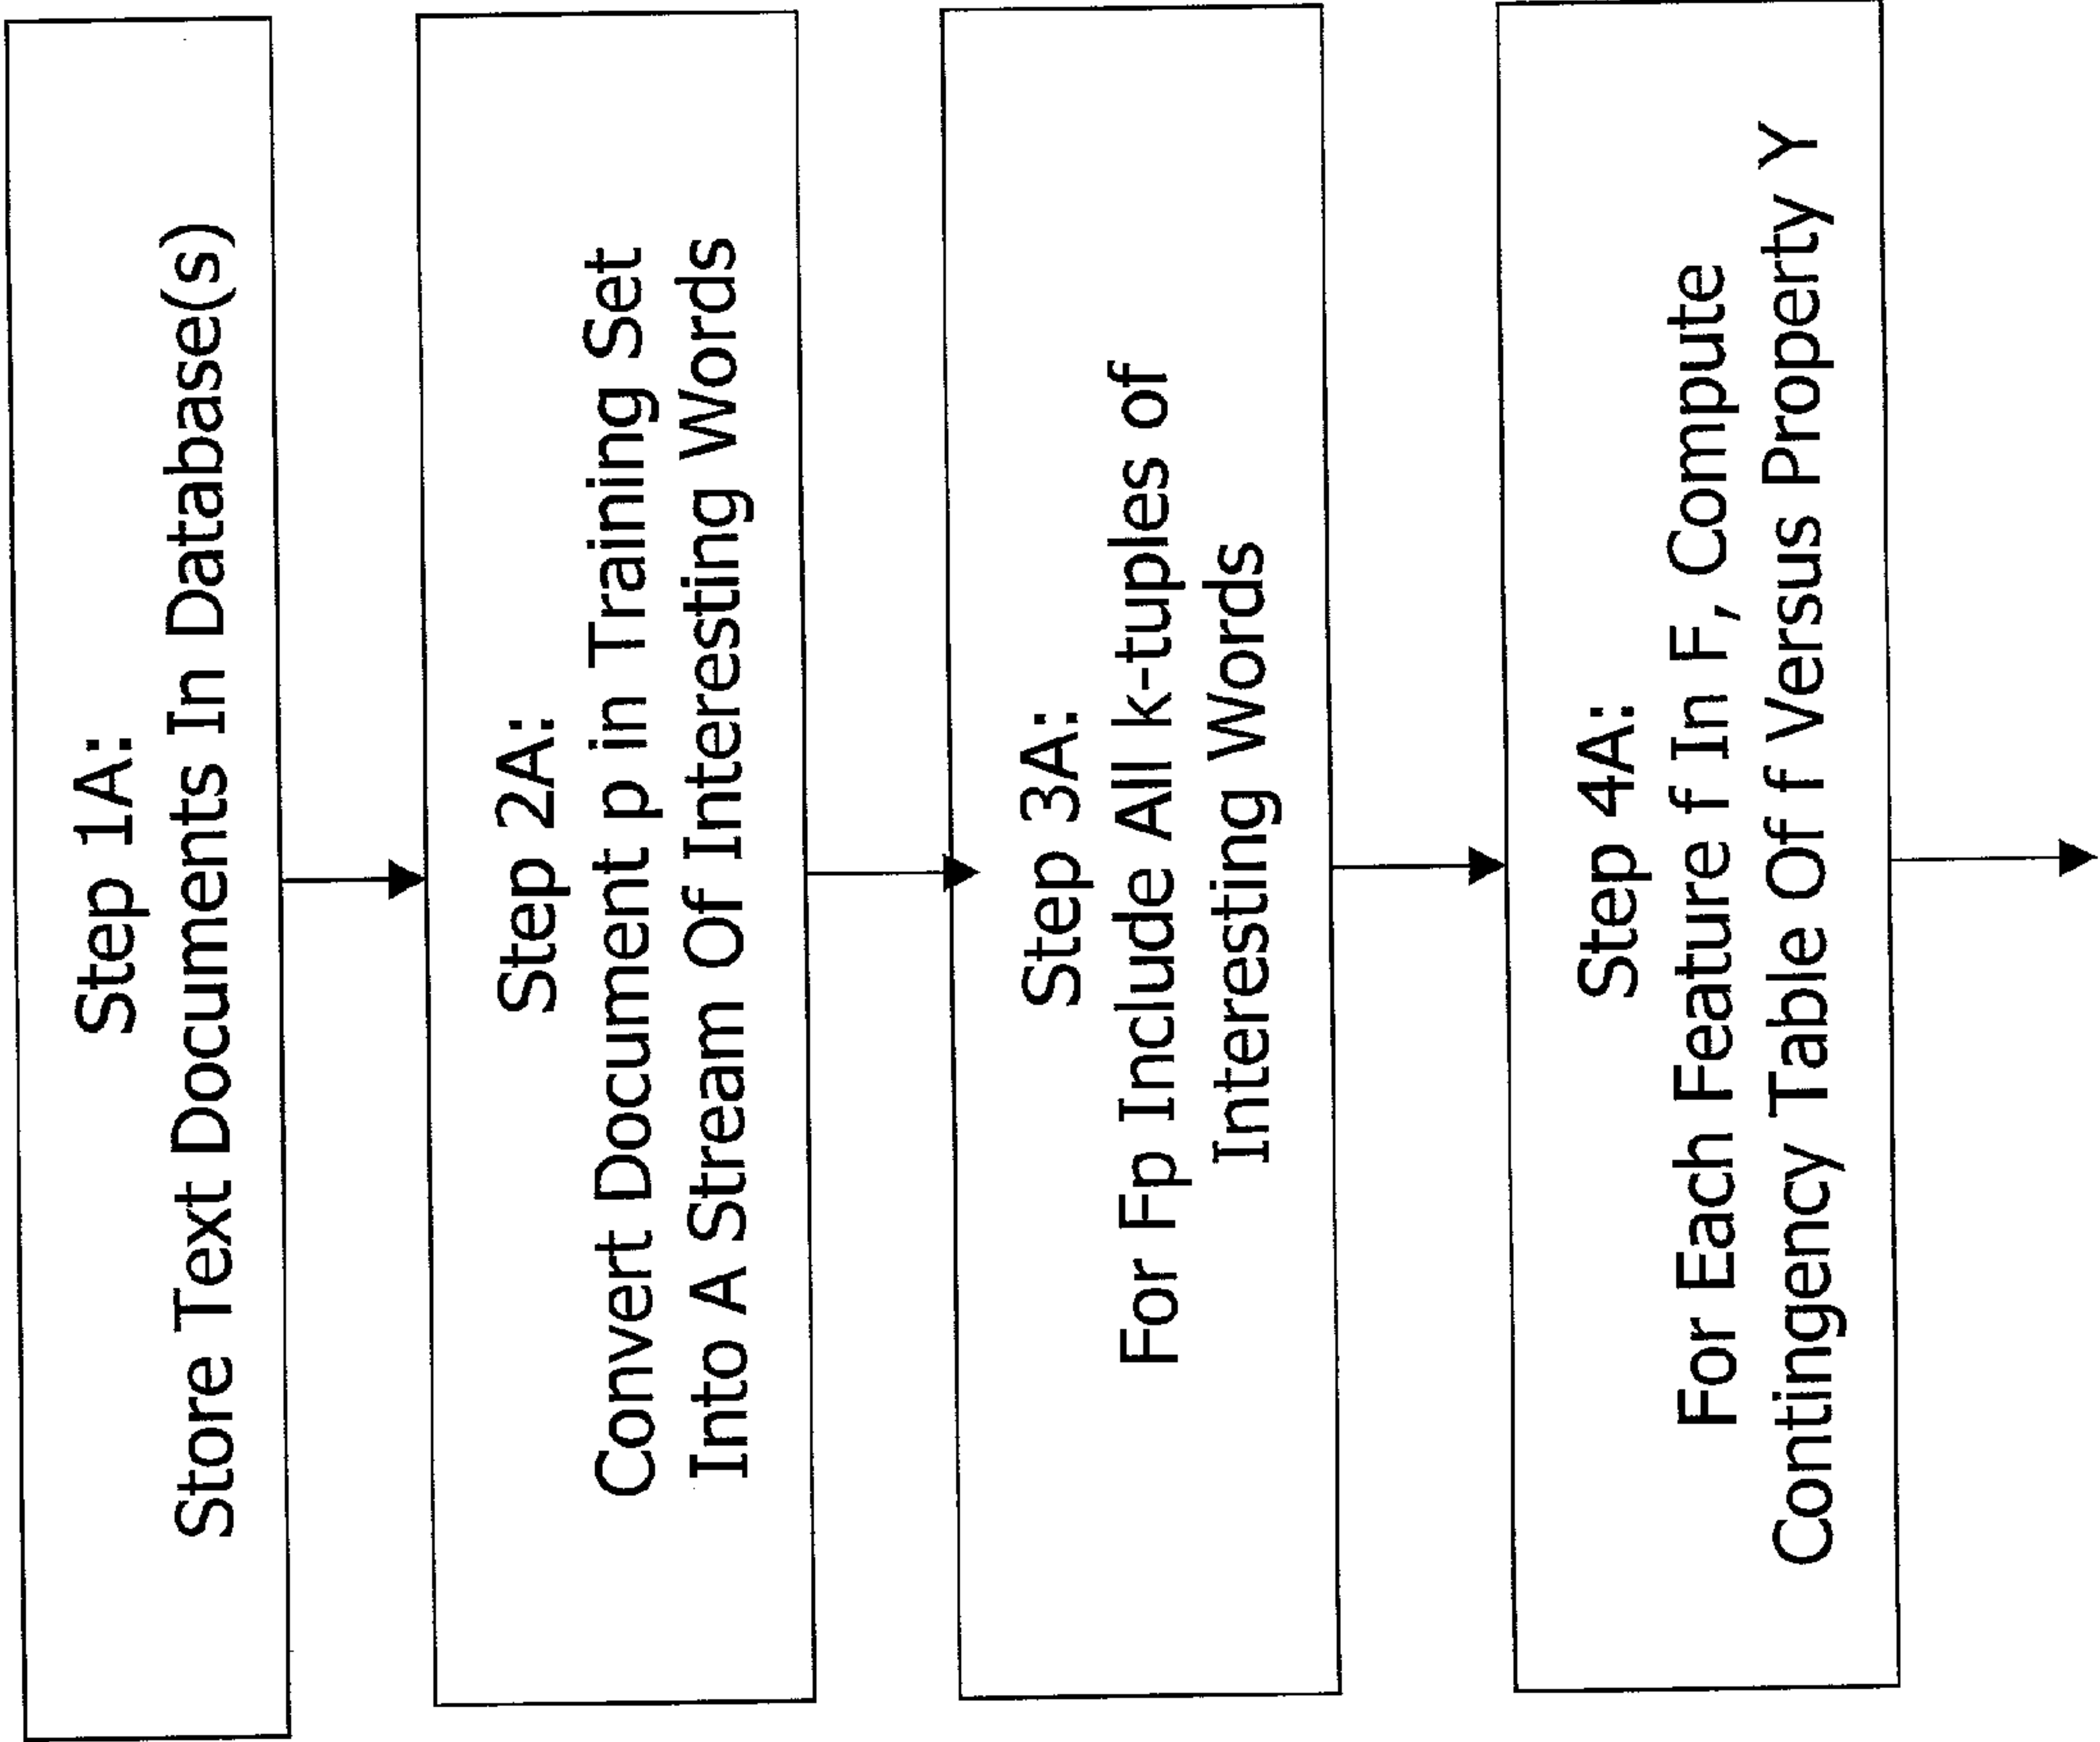 Step 1A:
Store Text Documents In Database(s)
Step 2A:
Convert Document p in Training Set
Into A Stream Of Interesting Words
Step 3A:
For Fp Include All k-tuples of
Interesting Words
Step 4A:
For Each Feature f In F, Compute
Contingency Table Of f Versus Property Y